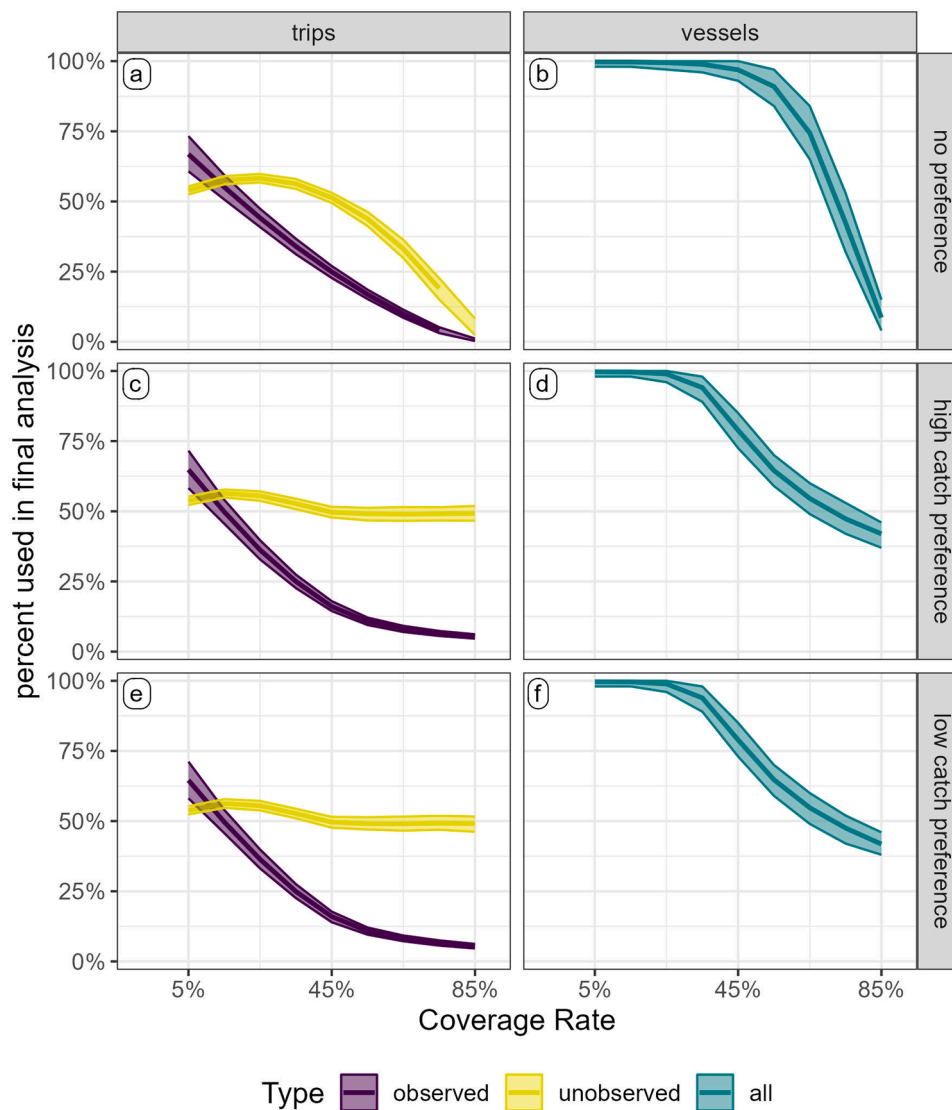 trips
vessels
percent used in final analysis
100%
75%
50%
25%
0%
a
b
no preference
100%
75%
50%
25%
0%
c
d
high catch preference
100%
75%
50%
25%
0%
e
f
low catch preference
5%
45%
85%
5%
45%
85%
Coverage Rate
Type observed unobserved all